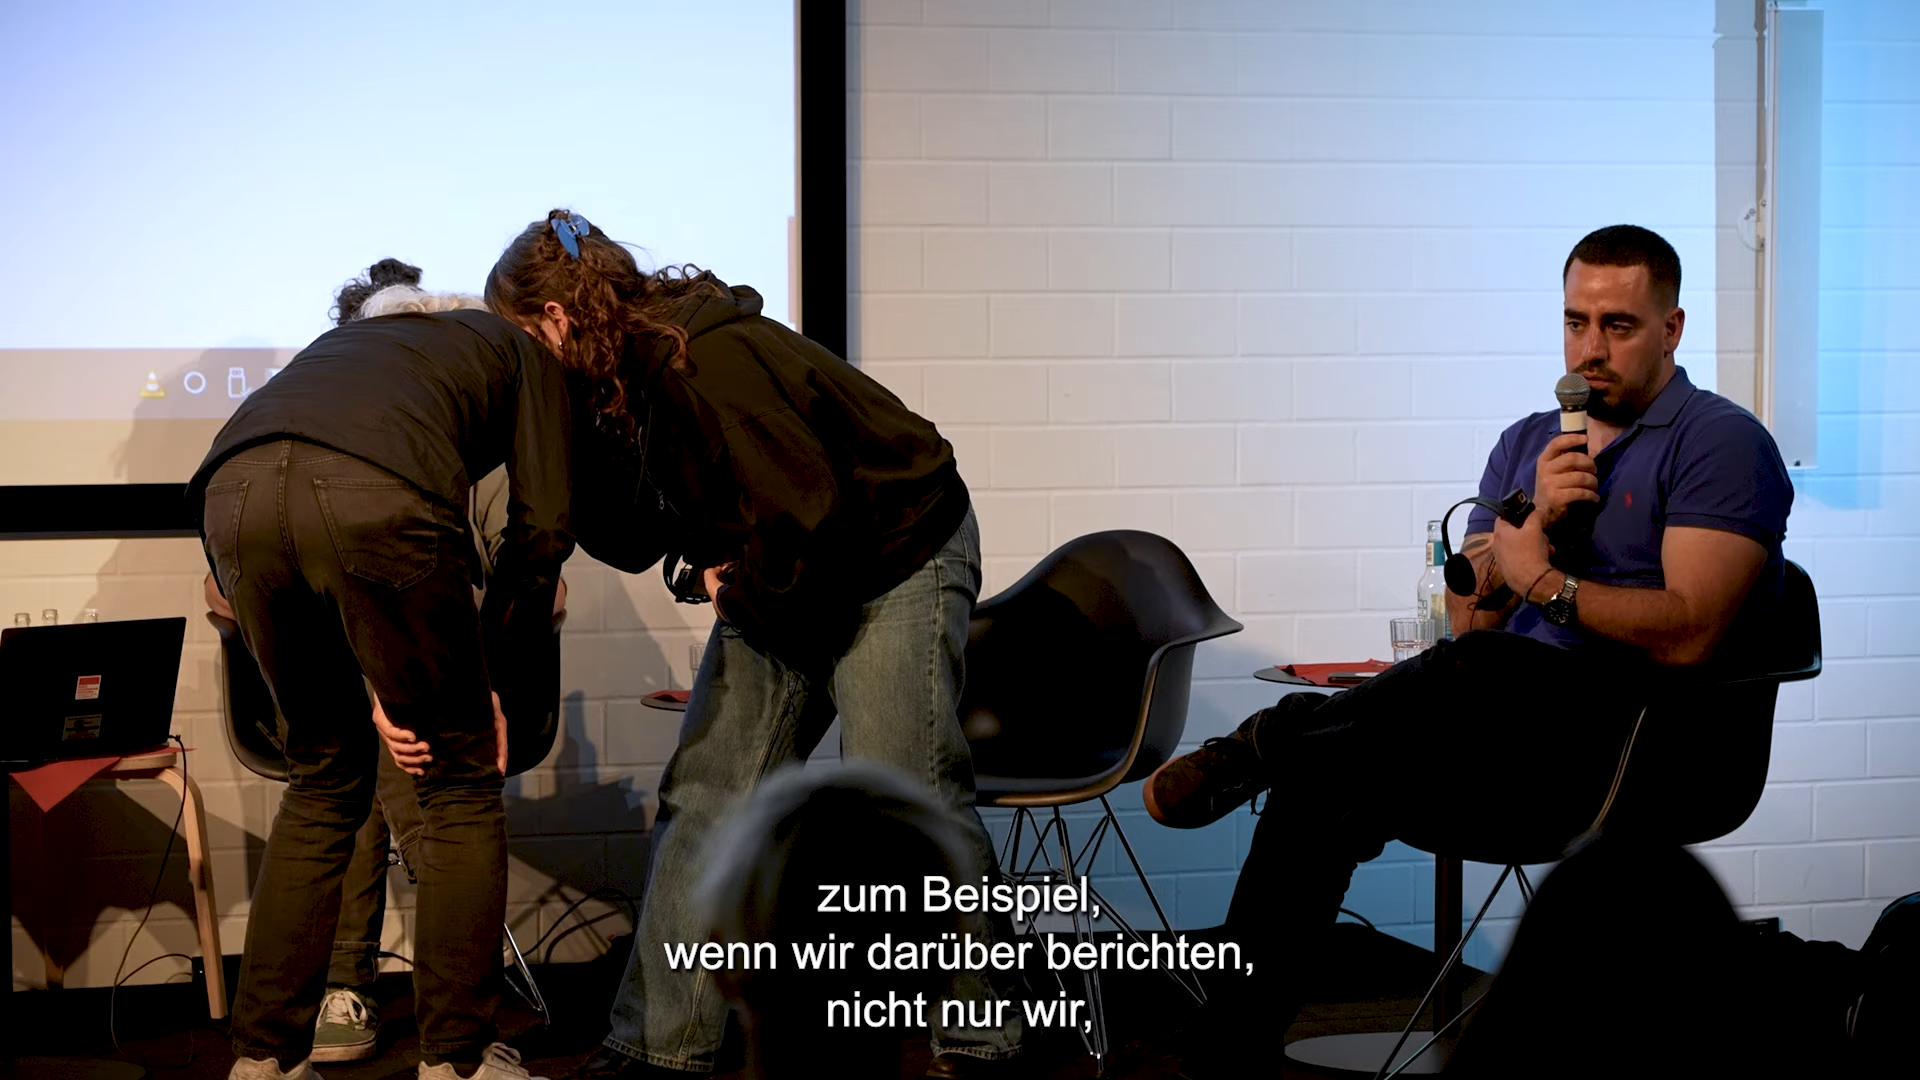 zum Beispiel,
wenn wir darüber berichten,
nicht nur wir,